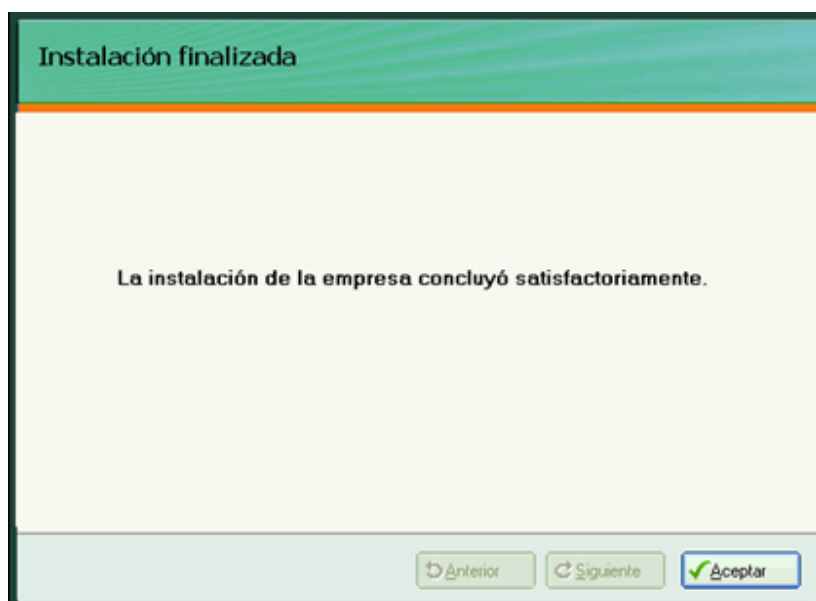 Instalación finalizada
La instalación de la empresa concluyó satisfactoriamente.
Anterior
Siguiente
Aceptar